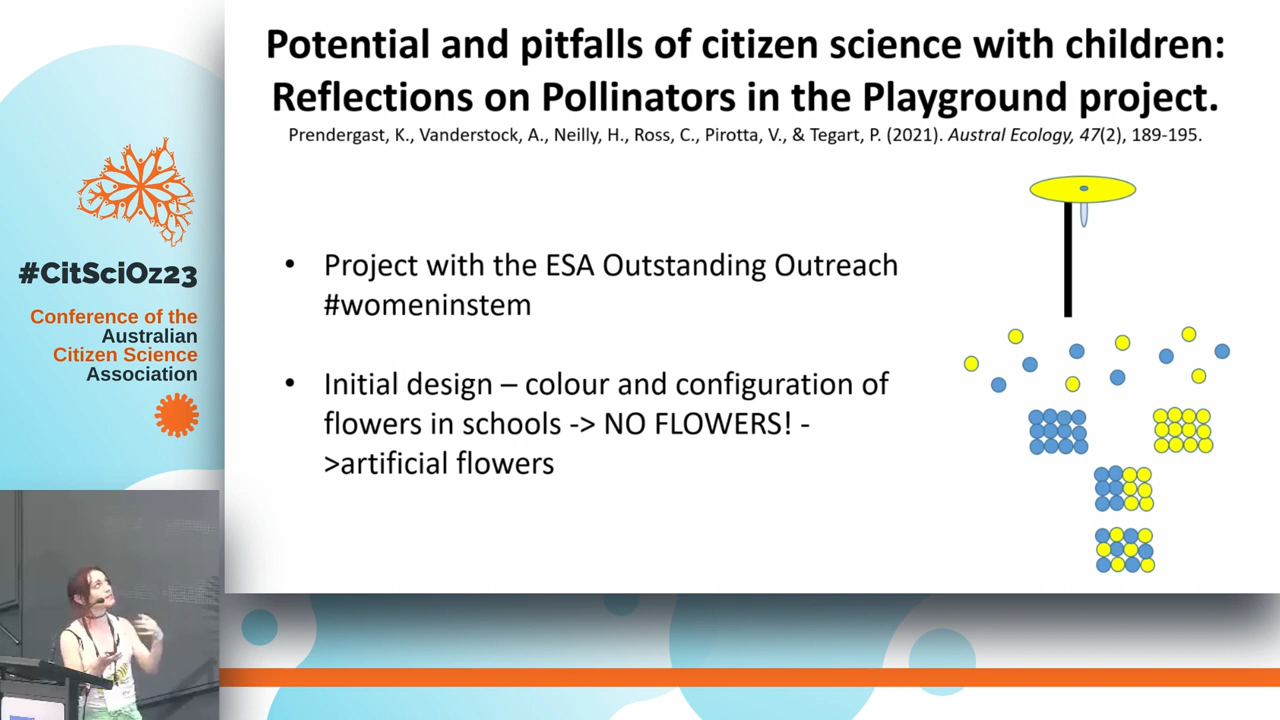 Potential and pitfalls of citizen science with children:
Reflections on Pollinators in the Playground project.
Prendergast, K., Vanderstock, A., Neilly, H., Ross, C., Pirotta, V., & Tegart, P. (2021). Austral Ecology, 47(2), 189-195.
#CitSciOz23
Conference of the
Australian
Citizen Science
Association
• Project with the ESA Outstanding Outreach
#womeninstem
• Initial design – colour and configuration of
flowers in schools -> NO FLOWERS! -
>artificial flowers